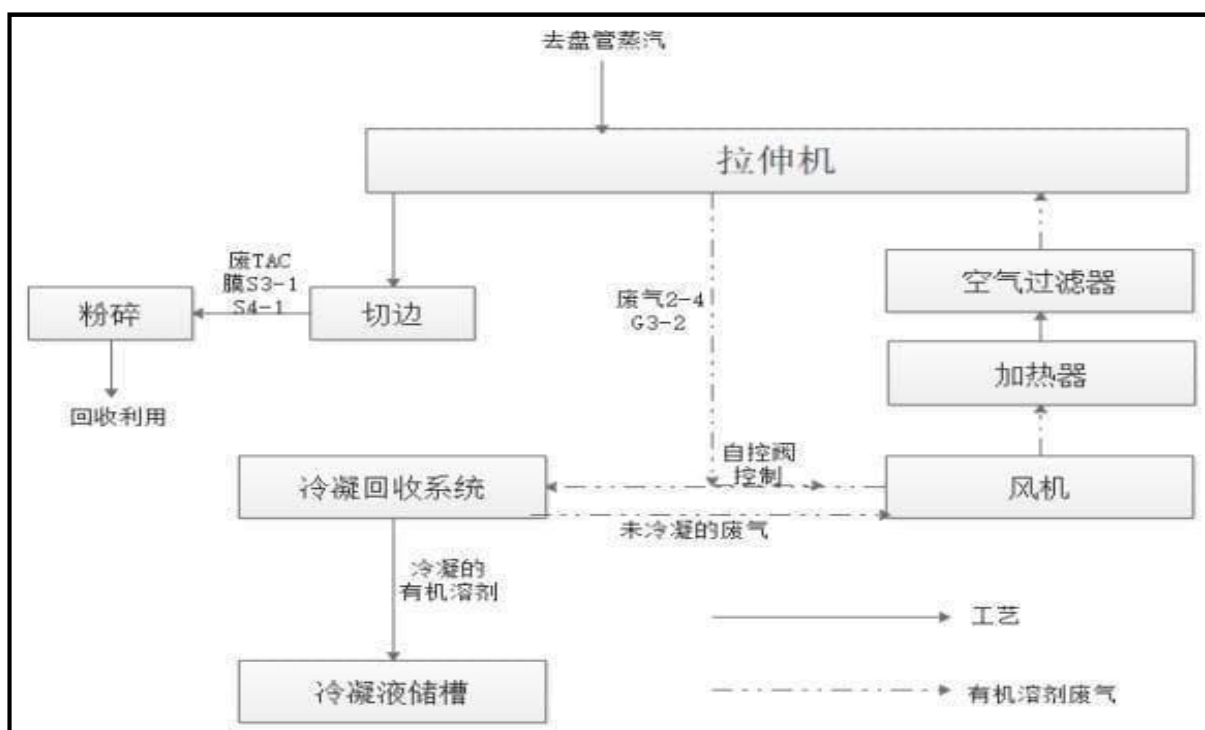 去盘管蒸汽
拉伸机
废TAC
膜S3-1
S4-1
粉碎
切边
废气2-4
G3-2
空气过滤器
加热器
回收利用
自控阀
控制
冷凝回收系统
风机
未冷凝的废气
冷凝的
有机溶剂
工艺
冷凝液储槽
有机溶剂废气